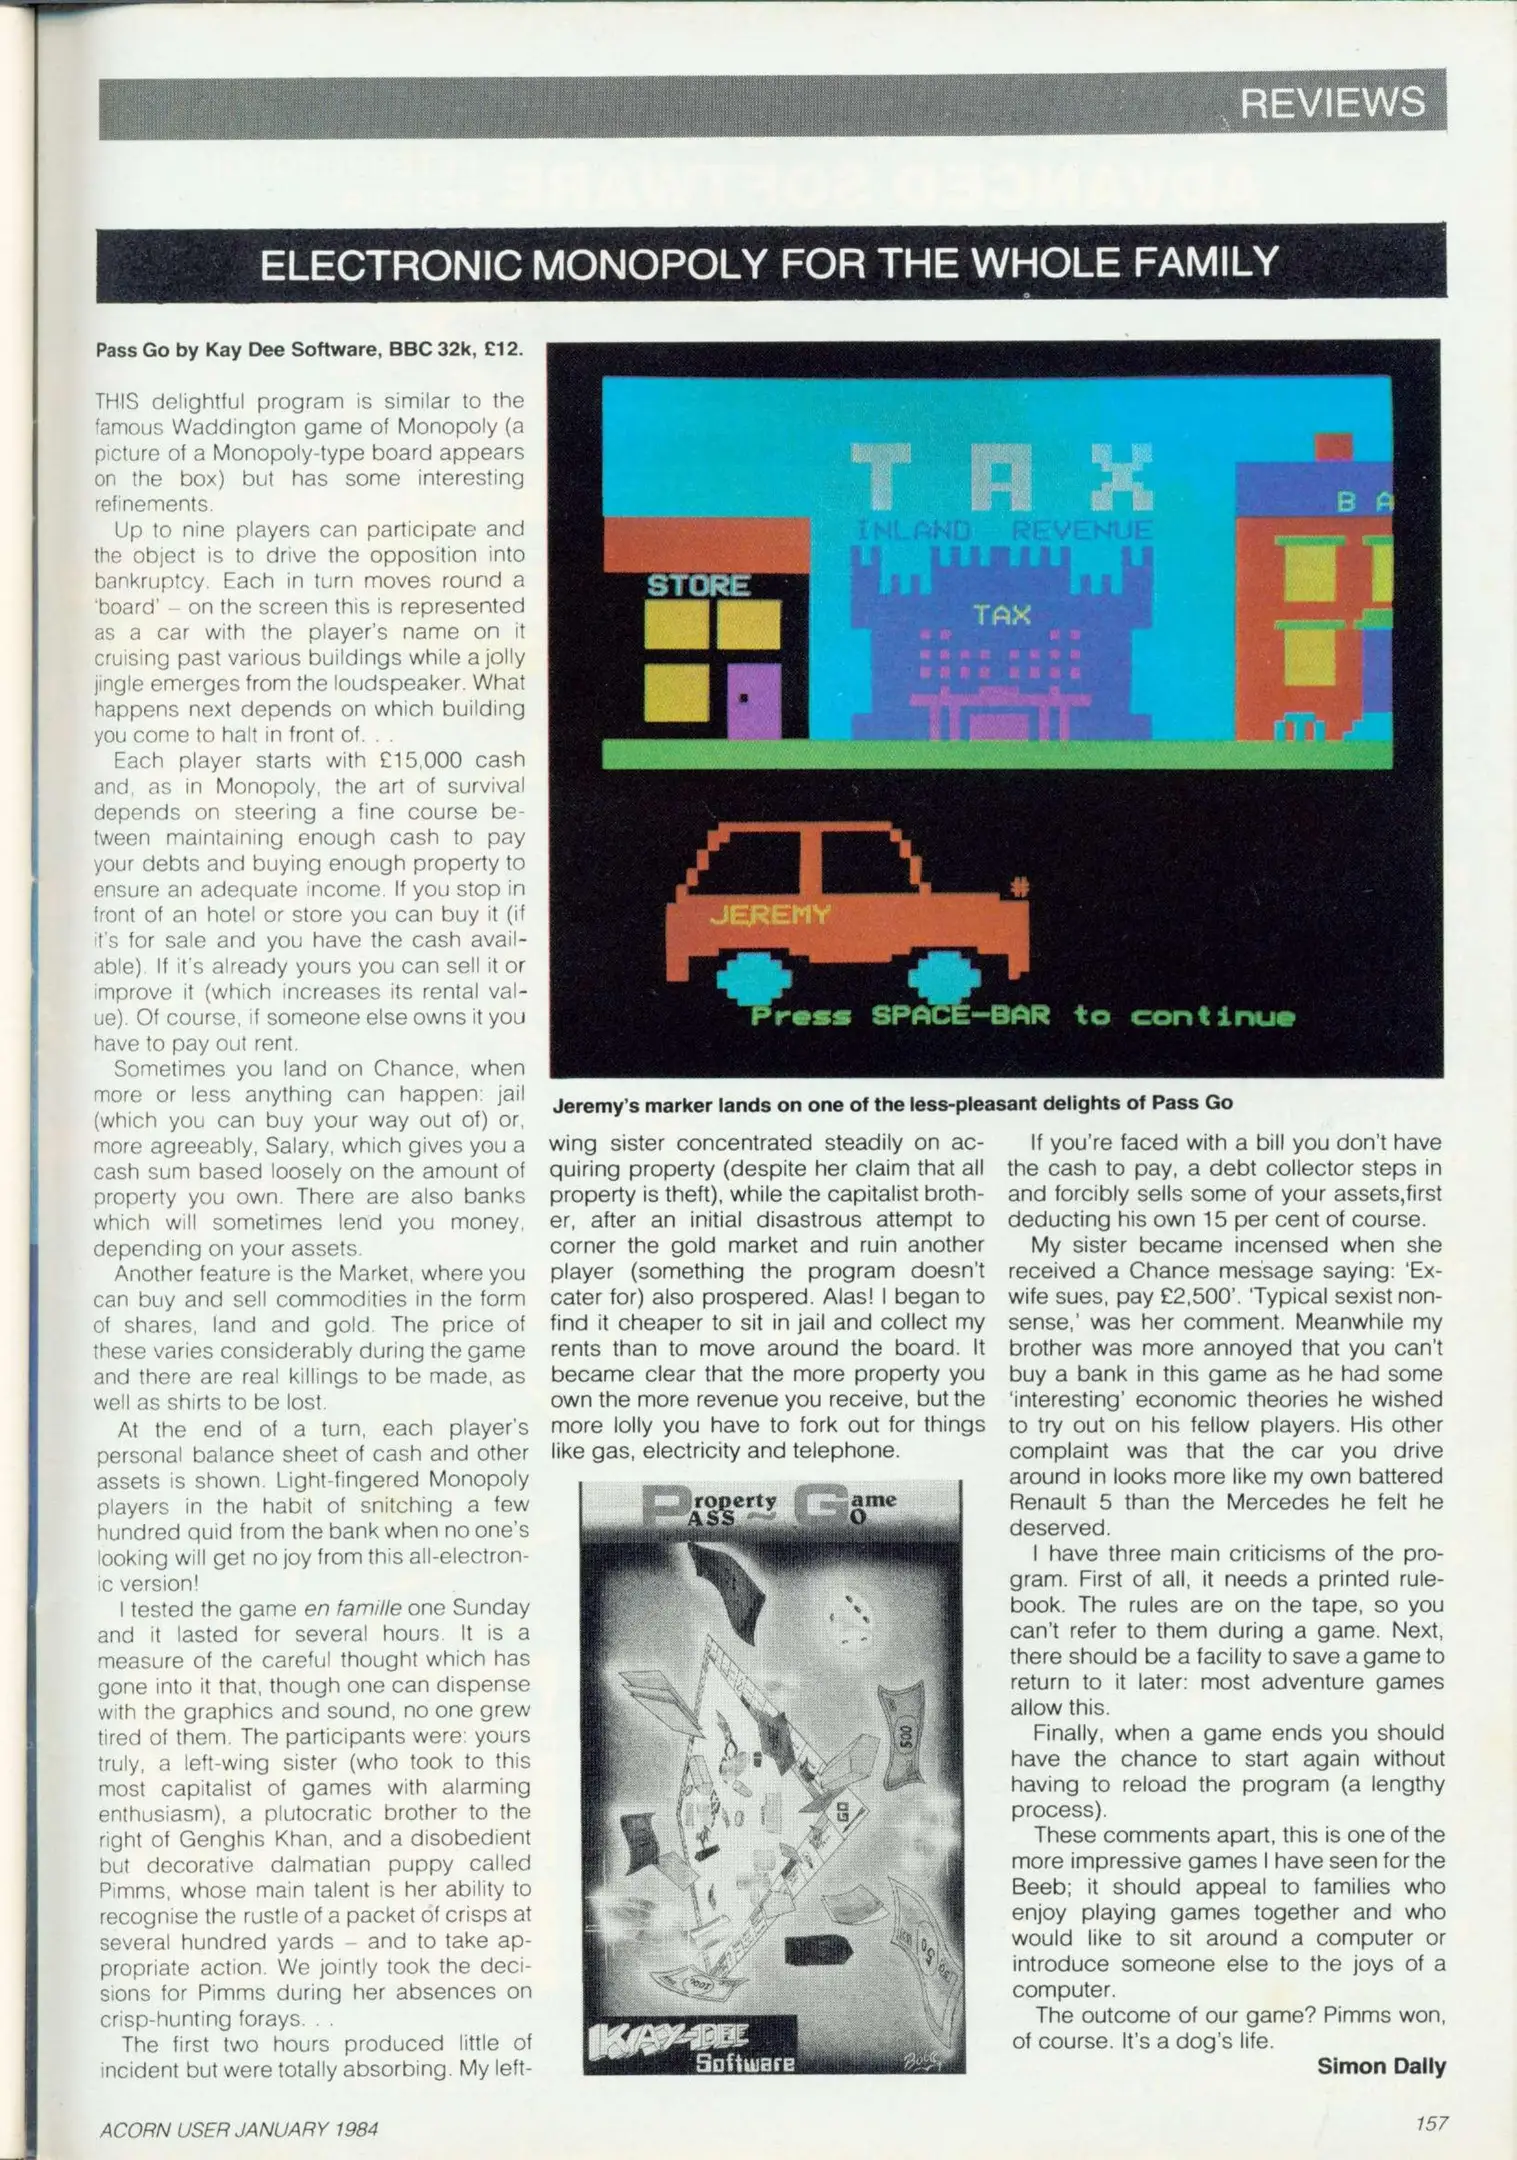 REVIEWS
ELECTRONIC MONOPOLY FOR THE WHOLE FAMILY
Pass Go by Kay Dee Software, BBC 32k, £12.
THIS delightful program is similar to the
famous Waddington game of Monopoly (a
picture of a Monopoly-type board appears
on the box) but has some interesting
refinements.
Up to nine players can participate and
the object is to drive the opposition into
bankruptcy. Each in turn moves round a
'board' – on the screen this is represented
as a car with the player's name on it
cruising past various buildings while a jolly
jingle emerges from the loudspeaker. What
happens next depends on which building
you come to halt in front of. . .
Each player starts with £15,000 cash
and, as in Monopoly, the art of survival
depends on steering a fine course be-
tween maintaining enough cash to pay
your debts and buying enough property to
ensure an adequate income. If you stop in
front of an hotel or store you can buy it (if
it's for sale and you have the cash avail-
able). If it's already yours you can sell it or
improve it (which increases its rental val-
ue). Of course, if someone else owns it you
have to pay out rent.
Sometimes you land on Chance, when
more or less anything can happen: jail
(which you can buy your way out of) or,
more agreeably, Salary, which gives you a
cash sum based loosely on the amount of
property you own. There are also banks
which will sometimes lend you money,
depending on your assets.
Another feature is the Market, where you
can buy and sell commodities in the form
of shares, land and gold. The price of
these varies considerably during the game
and there are real killings to be made, as
well as shirts to be lost.
At the end of a turn, each player's
personal balance sheet of cash and other
assets is shown. Light-fingered Monopoly
players in the habit of snitching a few
hundred quid from the bank when no one's
looking will get no joy from this all-electron-
ic version!
I tested the game en famille one Sunday
and it lasted for several hours. It is a
measure of the careful thought which has
gone into it that, though one can dispense
with the graphics and sound, no one grew
tired of them. The participants were: yours
truly, a left-wing sister (who took to this
most capitalist of games with alarming
enthusiasm), a plutocratic brother to the
right of Genghis Khan, and a disobedient
but decorative dalmatian puppy called
Pimms, whose main talent is her ability to
recognise the rustle of a packet of crisps at
several hundred yards – and to take ap-
propriate action. We jointly took the deci-
sions for Pimms during her absences on
crisp-hunting forays. . .
The first two hours produced little of
incident but were totally absorbing. My left-
TAX
INLAND REVENUE
STORE
TAX
B A
JEREMY
#
Press SPACE-BAR to continue
Jeremy's marker lands on one of the less-pleasant delights of Pass Go
wing sister concentrated steadily on ac-
quiring property (despite her claim that all
property is theft), while the capitalist broth-
er, after an initial disastrous attempt to
corner the gold market and ruin another
player (something the program doesn't
cater for) also prospered. Alas! I began to
find it cheaper to sit in jail and collect my
rents than to move around the board. It
became clear that the more property you
own the more revenue you receive, but the
more lolly you have to fork out for things
like gas, electricity and telephone.
Property Game
PASS ~ GO
GO
500
50
KAY-DEE
Software
If you're faced with a bill you don't have
the cash to pay, a debt collector steps in
and forcibly sells some of your assets,first
deducting his own 15 per cent of course.
My sister became incensed when she
received a Chance message saying: 'Ex-
wife sues, pay £2,500'. 'Typical sexist non-
sense,' was her comment. Meanwhile my
brother was more annoyed that you can't
buy a bank in this game as he had some
'interesting' economic theories he wished
to try out on his fellow players. His other
complaint was that the car you drive
around in looks more like my own battered
Renault 5 than the Mercedes he felt he
deserved.
I have three main criticisms of the pro-
gram. First of all, it needs a printed rule-
book. The rules are on the tape, so you
can't refer to them during a game. Next,
there should be a facility to save a game to
return to it later: most adventure games
allow this.
Finally, when a game ends you should
have the chance to start again without
having to reload the program (a lengthy
process).
These comments apart, this is one of the
more impressive games I have seen for the
Beeb; it should appeal to families who
enjoy playing games together and who
would like to sit around a computer or
introduce someone else to the joys of a
computer.
The outcome of our game? Pimms won,
of course. It's a dog's life.
Simon Dally
ACORN USER JANUARY 1984
157